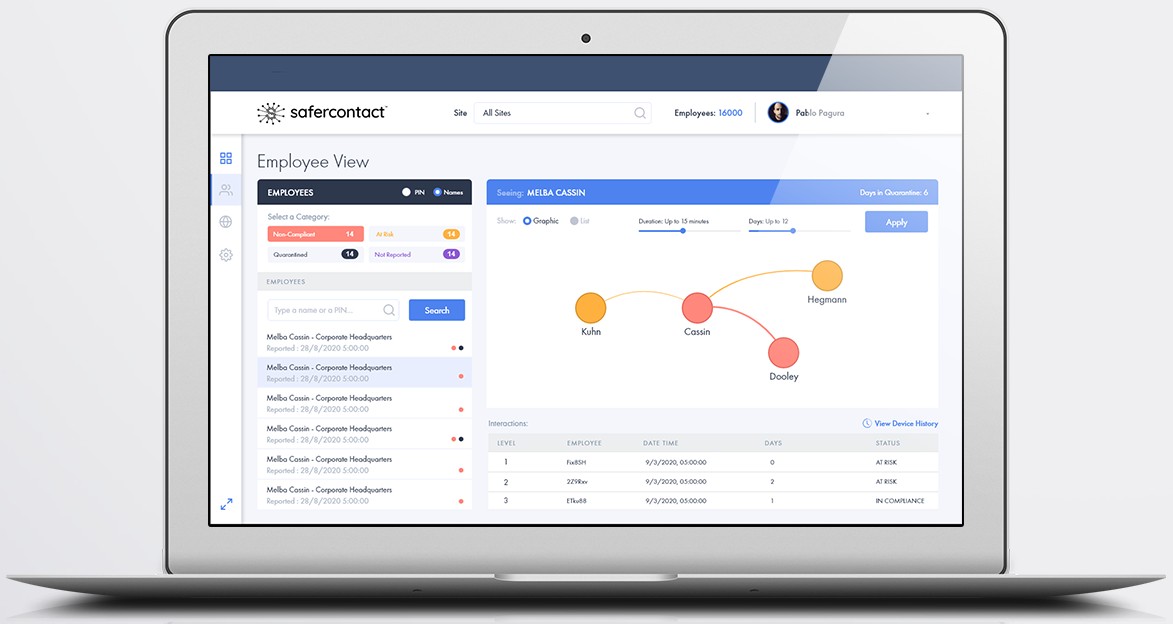 safercontact™
Site All Sites Employees: 16000 Pablo Pagura
Employee View
EMPLOYEES PIN Names
Select a Category:
Non-Compliant 14 At Risk 14
Quarantined 14 Not Reported 14
EMPLOYEES
Type a name or a PIN... Search
Melba Cassin - Corporate Headquarters
Reported : 28/8/2020 5:00:00
Melba Cassin - Corporate Headquarters
Reported : 28/8/2020 5:00:00
Melba Cassin - Corporate Headquarters
Reported : 28/8/2020 5:00:00
Melba Cassin - Corporate Headquarters
Reported : 28/8/2020 5:00:00
Melba Cassin - Corporate Headquarters
Reported : 28/8/2020 5:00:00
Melba Cassin - Corporate Headquarters
Reported : 28/8/2020 5:00:00
Seeing: MELBA CASSIN Days in Quarantine: 6
Show: Graphic List Duration: Up to 15 minutes Days: Up to 12 Apply
Hegmann
Kuhn Cassin
Dooley
Interactions: View Device History
LEVEL EMPLOYEE DATE TIME DAYS STATUS
1 Fix8SH 9/3/2020, 05:00:00 0 AT RISK
2 2Z9Rxv 9/3/2020, 05:00:00 2 AT RISK
3 ETku88 9/3/2020, 05:00:00 1 IN COMPLIANCE